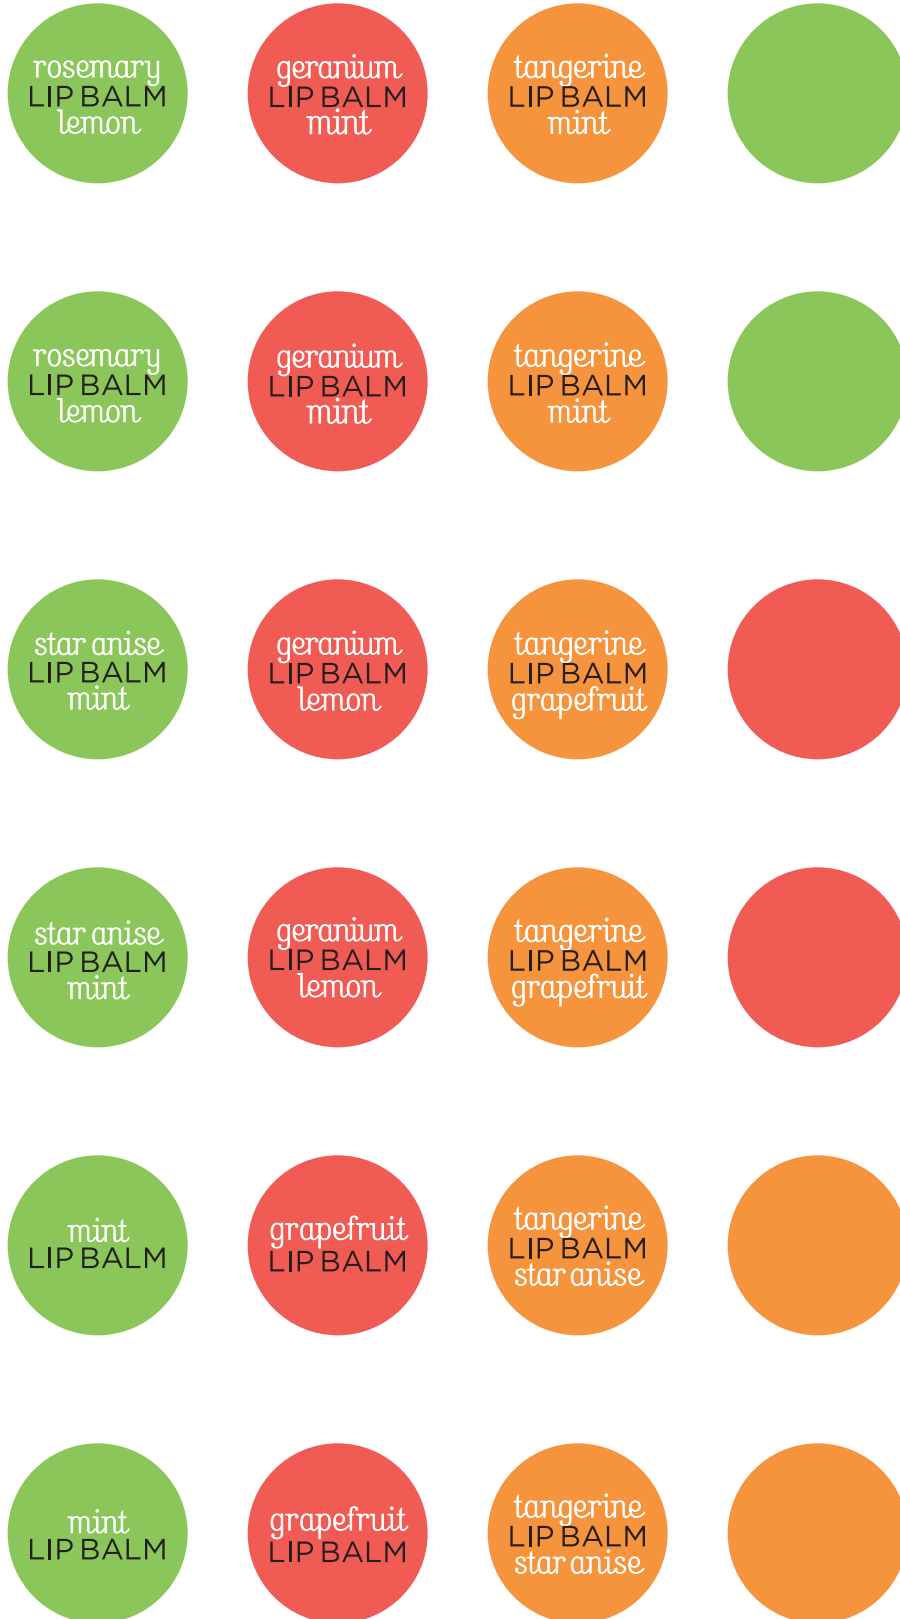 rosemary
LIP BALM
lemon
geranium
LIP BALM
mint
tangerine
LIP BALM
mint
rosemary
LIP BALM
lemon
geranium
LIP BALM
mint
tangerine
LIP BALM
mint
star anise
LIP BALM
mint
geranium
LIP BALM
lemon
tangerine
LIP BALM
grapefruit
star anise
LIP BALM
mint
geranium
LIP BALM
lemon
tangerine
LIP BALM
grapefruit
mint
LIP BALM
grapefruit
LIP BALM
tangerine
LIP BALM
star anise
mint
LIP BALM
grapefruit
LIP BALM
tangerine
LIP BALM
star anise